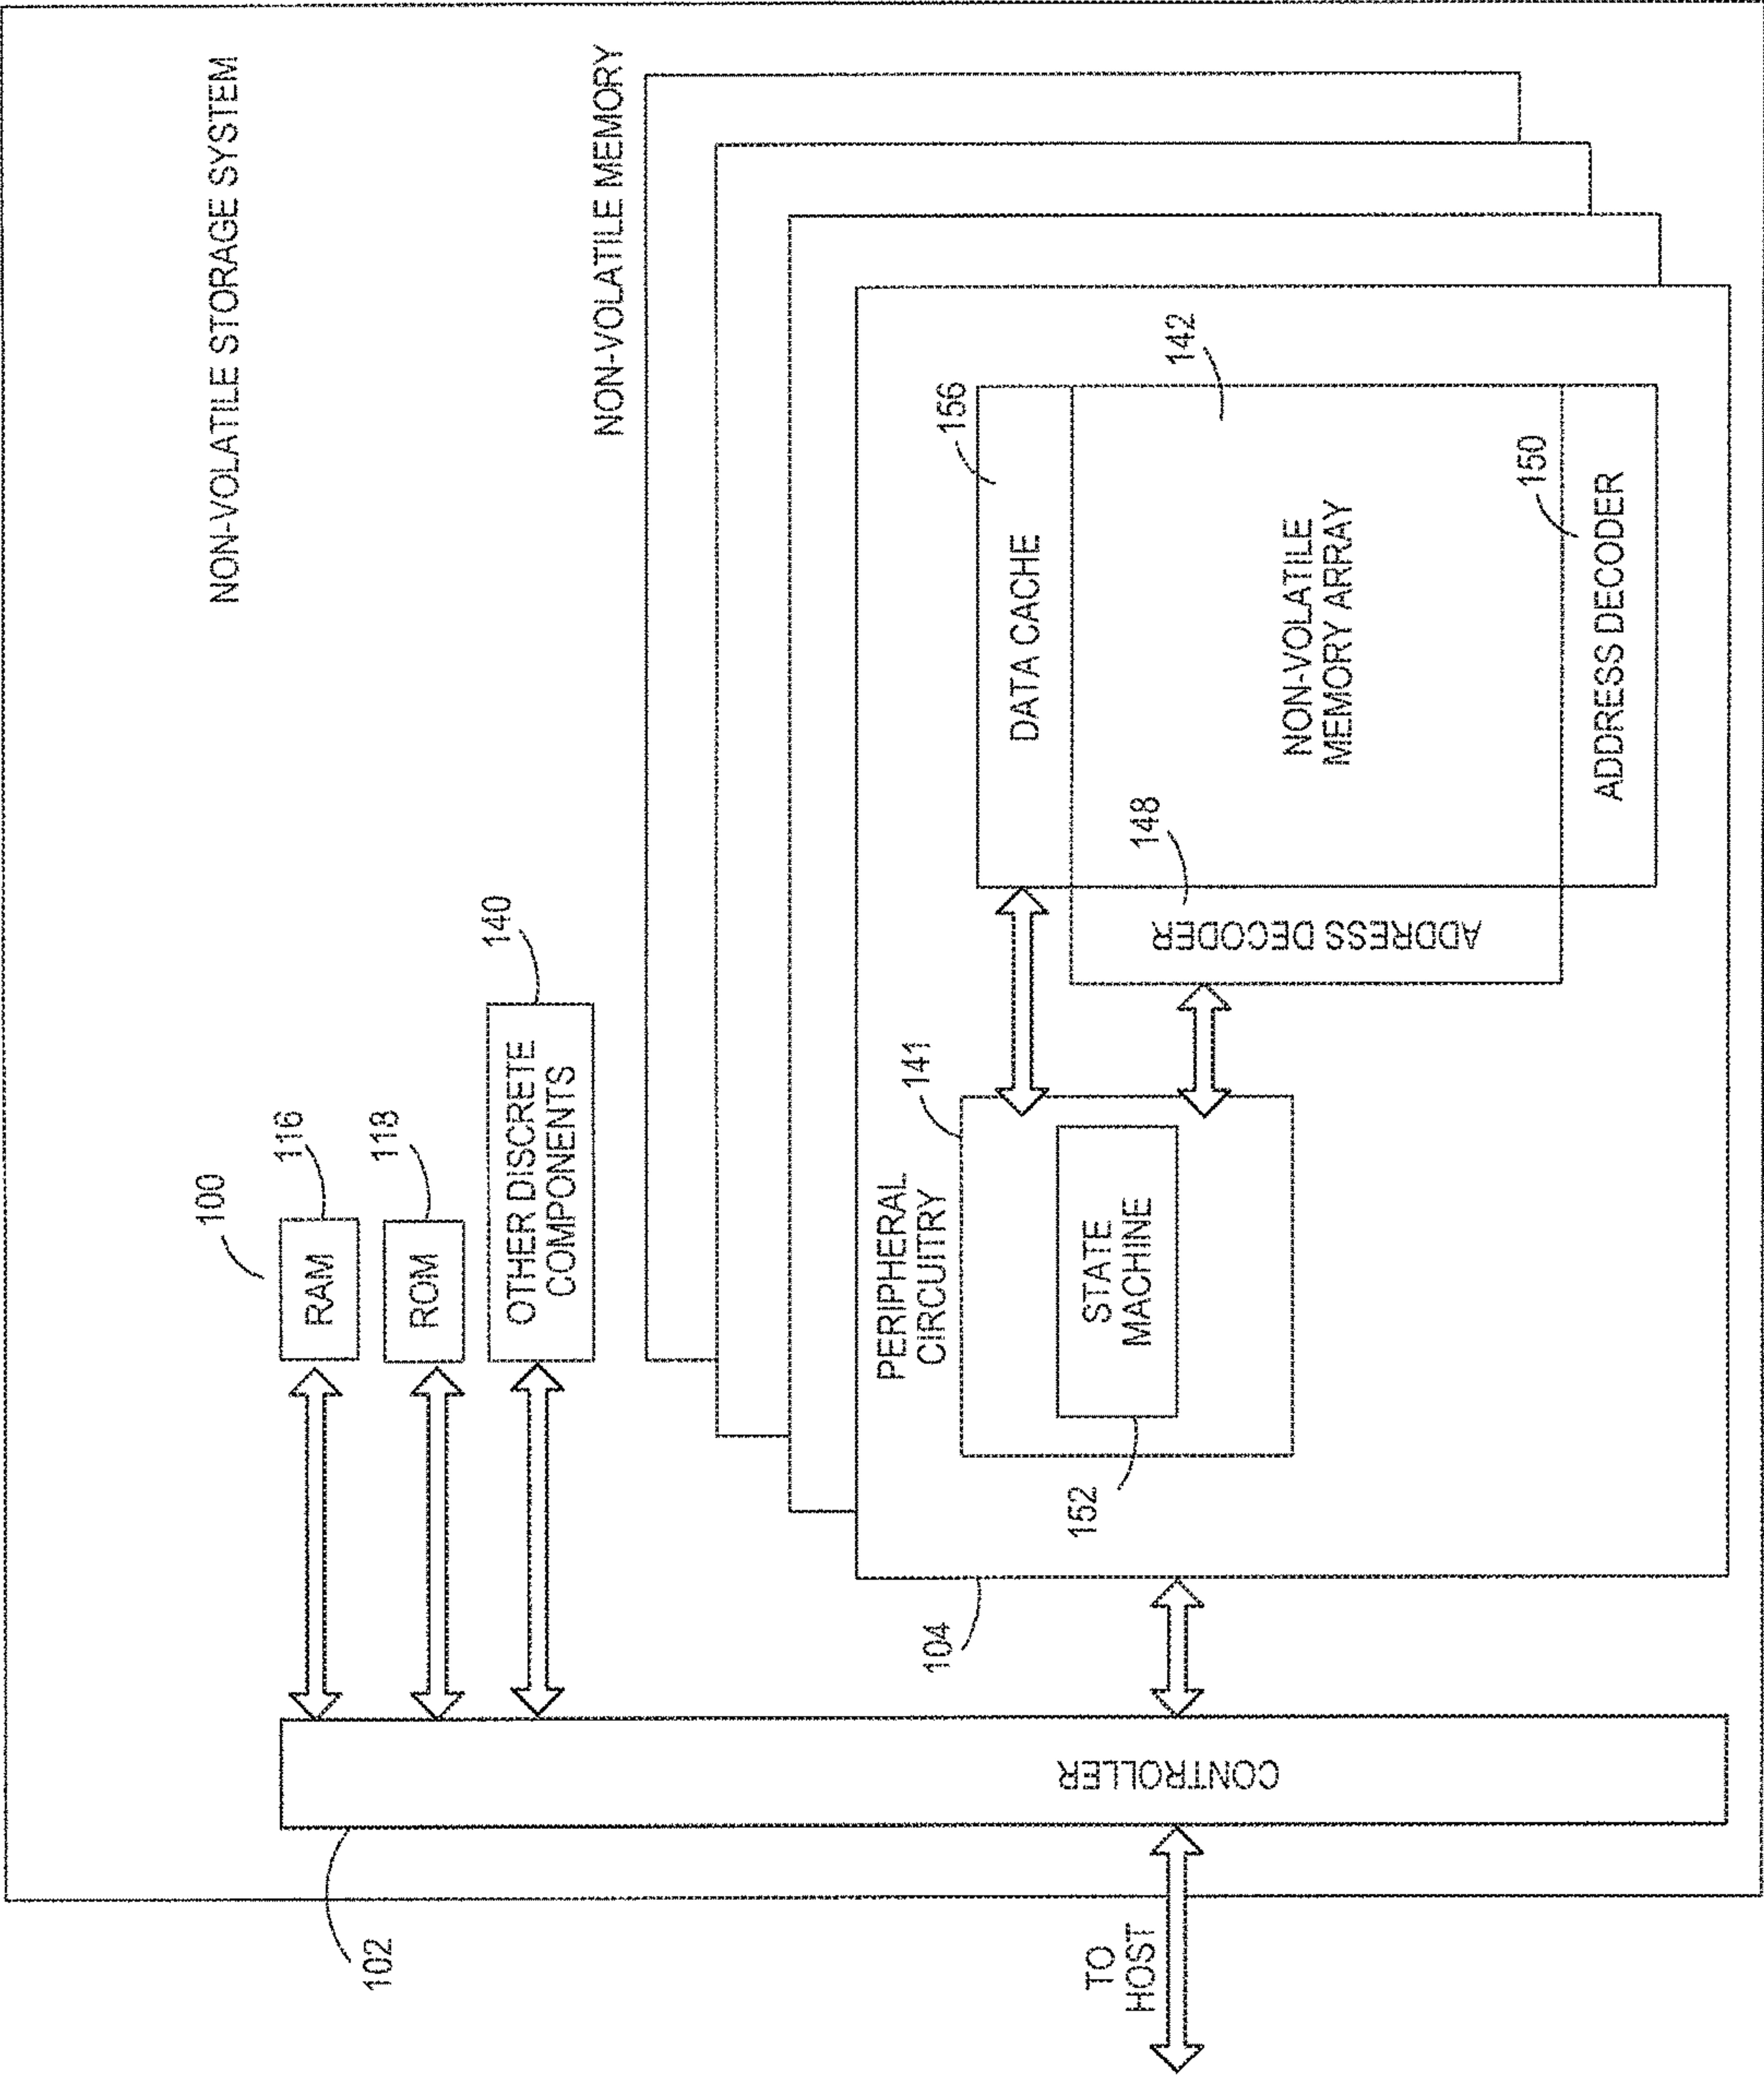 NON-VOLATILE STORAGE SYSTEM
100
116
RAM
118
ROM
140
OTHER DISCRETE
COMPONENTS
NON-VOLATILE MEMORY
102
CONTROLLER
TO
HOST
104
PERIPHERAL
CIRCUITRY
141
STATE
MACHINE
152
156
DATA CACHE
142
NON-VOLATILE
MEMORY ARRAY
148
ADDRESS DECODER
150
ADDRESS DECODER